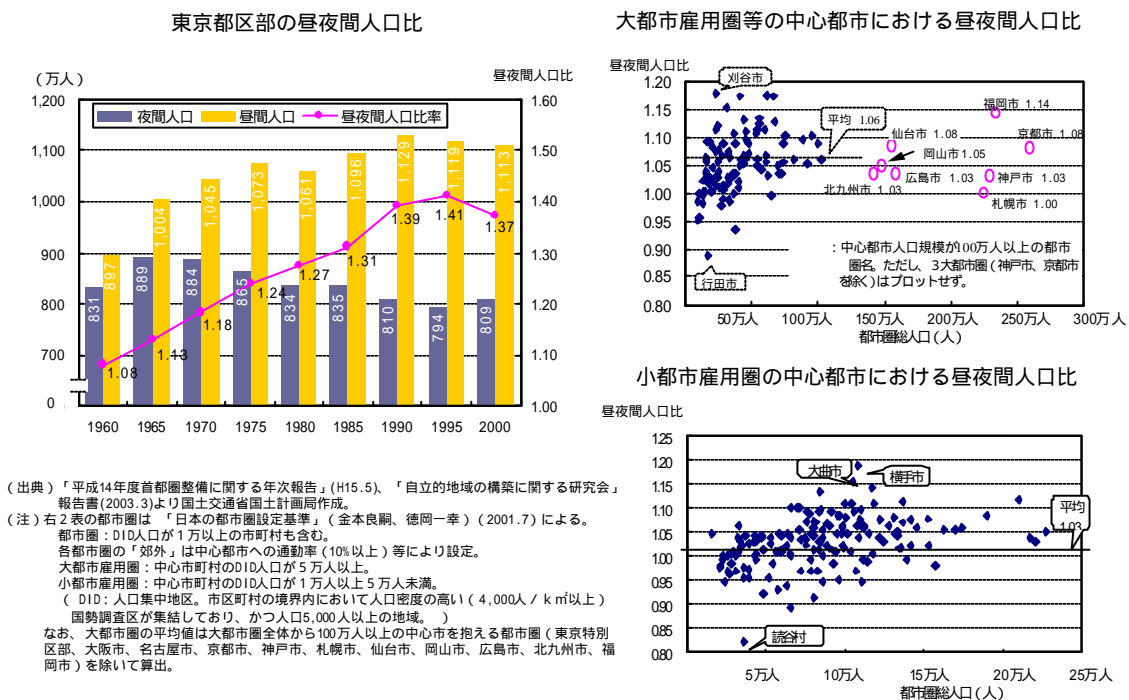 東京都区部の昼夜間人口比
(万人)
昼夜間人口比
夜間人口 昼間人口 昼夜間人口比率
1,200
1,100
1,000
900
800
700
0
1.60
1.50
1.40
1.30
1.20
1.10
1.00
831 889 884 865 834 835 810 794 809
897 1,004 1,045 1,073 1,061 1,096 1,129 1,119 1,113
1.08 1.13 1.18 1.24 1.27 1.31 1.39 1.41 1.37
1960 1965 1970 1975 1980 1985 1990 1995 2000
大都市雇用圏等の中心都市における昼夜間人口比
昼夜間人口比
刈谷市
1.20
1.15
1.10
1.05
1.00
0.95
0.90
0.85
0.80
平均 1.06
福岡市 1.14
仙台市 1.08
京都市 1.08
岡山市 1.05
広島市 1.03
神戸市 1.03
北九州市 1.03
札幌市 1.00
行田市
:中心都市人口規模が100万人以上の都市
圏名。ただし、3大都市圏(神戸市、京都市
を除く)はプロットせず。
50万人 100万人 150万人 200万人 250万人 300万人
都市圏総人口(人)
小都市雇用圏の中心都市における昼夜間人口比
昼夜間人口比
1.25
1.20
1.15
1.10
1.05
1.00
0.95
0.90
0.85
0.80
大曲市
横手市
平均
1.03
読谷村
5万人 10万人 15万人 20万人 25万人
都市圏総人口(人)
(出典)「平成14年度首都圏整備に関する年次報告」(H15.5)、「自立的地域の構築に関する研究会」
報告書(2003.3)より国土交通省国土計画局作成。
(注)右2表の都市圏は 「日本の都市圏設定基準」(金本良嗣、徳岡一幸)(2001.7)による。
都市圏:DID人口が1万以上の市町村も含む。
各都市圏の「郊外」は中心都市への通勤率(10%以上)等により設定。
大都市雇用圏:中心市町村のDID人口が5万人以上。
小都市雇用圏:中心市町村のDID人口が1万人以上5万人未満。
( DID:人口集中地区。市区町村の境界内において人口密度の高い(4,000人/k㎡以上)
国勢調査区が集結しており、かつ人口5,000人以上の地域。 )
なお、大都市圏の平均値は大都市圏全体から100万人以上の中心市を抱える都市圏(東京特別
区部、大阪市、名古屋市、京都市、神戸市、札幌市、仙台市、岡山市、広島市、北九州市、福
岡市)を除いて算出。